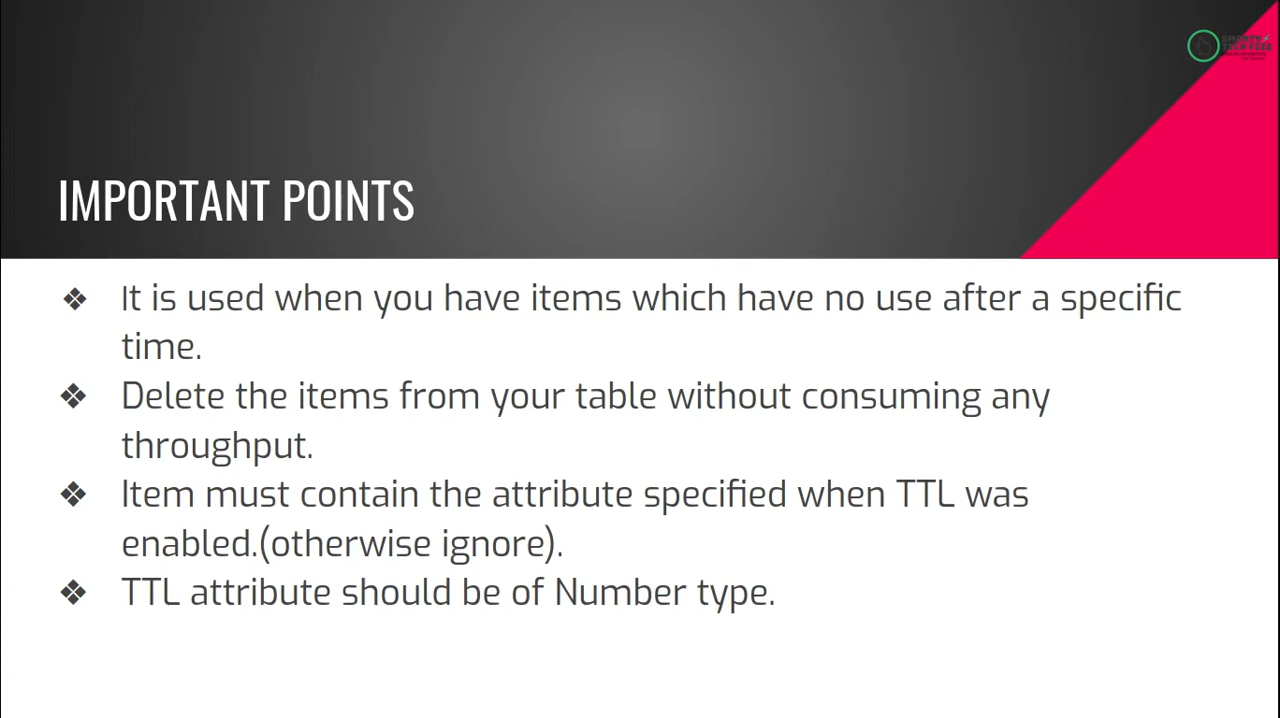 IMPORTANT POINTS
❖ It is used when you have items which have no use after a specific
time.
❖ Delete the items from your table without consuming any
throughput.
❖ Item must contain the attribute specified when TTL was
enabled.(otherwise ignore).
❖ TTL attribute should be of Number type.